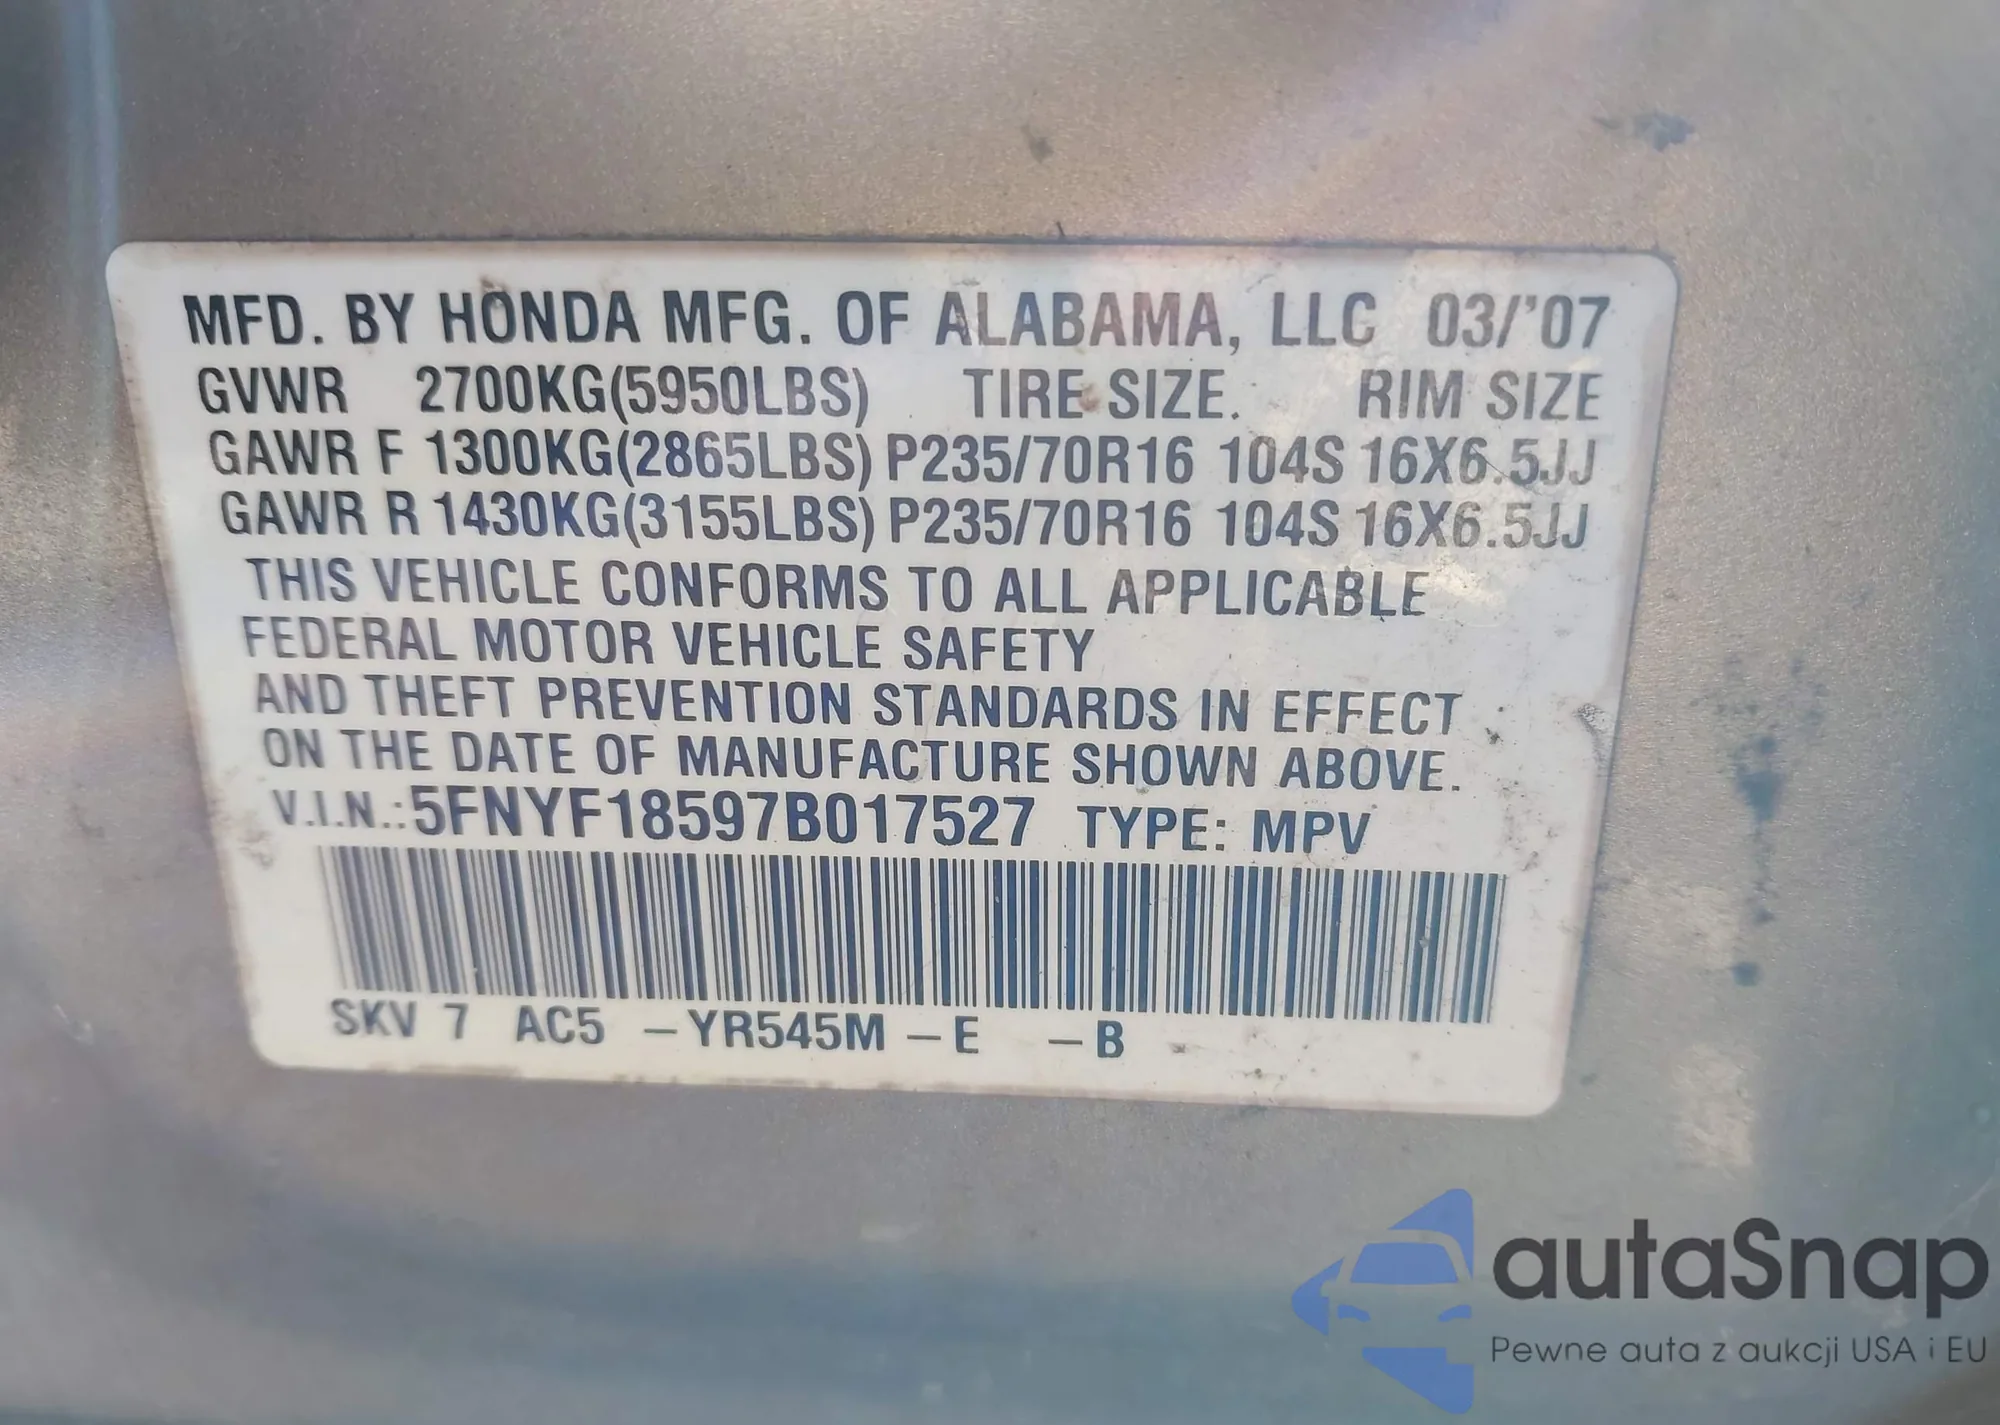 MFD. BY HONDA MFG. OF ALABAMA, LLC 03/'07
GVWR 2700KG(5950LBS) TIRE SIZE. RIM SIZE
GAWR F 1300KG(2865LBS) P235/70R16 104S 16X6.5JJ
GAWR R 1430KG(3155LBS) P235/70R16 104S 16X6.5JJ
THIS VEHICLE CONFORMS TO ALL APPLICABLE
FEDERAL MOTOR VEHICLE SAFETY
AND THEFT PREVENTION STANDARDS IN EFFECT
ON THE DATE OF MANUFACTURE SHOWN ABOVE.
V.I.N.:5FNYF18597B017527 TYPE: MPV
SKV 7 AC5 –YR545M –E –B
autaSnap
Pewne auta z aukcji USA i EU